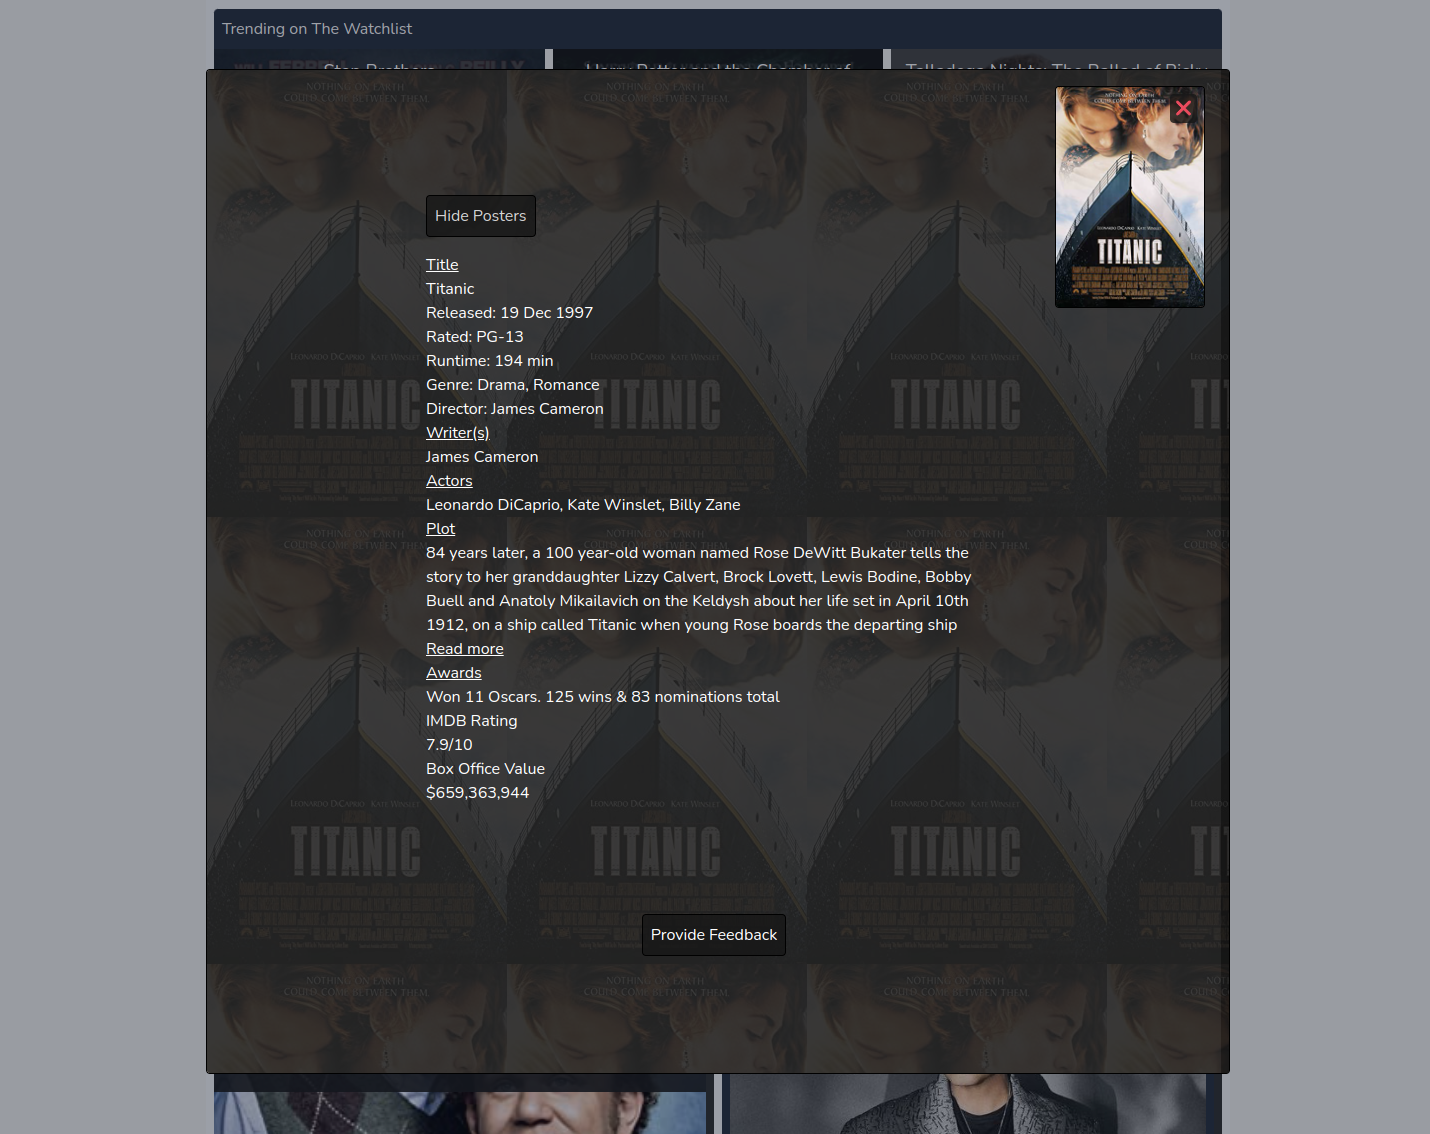 Trending on The Watchlist
Step Brothers
Harry Potter and the Chamber of
Talladega Nights: The Ballad of Ricky
NOTHING ON EARTH
COULD COME BETWEEN THEM.
LEONARDO DICAPRIO KATE WINSLET
TITANIC
Hide Posters
Title
Titanic
Released: 19 Dec 1997
Rated: PG-13
Runtime: 194 min
Genre: Drama, Romance
Director: James Cameron
Writer(s)
James Cameron
Actors
Leonardo DiCaprio, Kate Winslet, Billy Zane
Plot
84 years later, a 100 year-old woman named Rose DeWitt Bukater tells the
story to her granddaughter Lizzy Calvert, Brock Lovett, Lewis Bodine, Bobby
Buell and Anatoly Mikailavich on the Keldysh about her life set in April 10th
1912, on a ship called Titanic when young Rose boards the departing ship
Read more
Awards
Won 11 Oscars. 125 wins & 83 nominations total
IMDB Rating
7.9/10
Box Office Value
$659,363,944
Provide Feedback